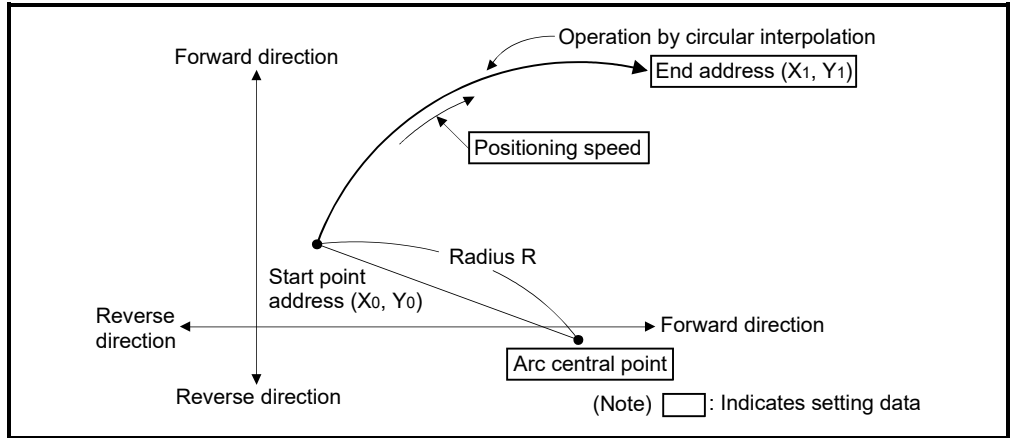 Operation by circular interpolation
Forward direction
End address (X1, Y1)
Positioning speed
Radius R
Start point
address (X0, Y0)
Reverse
direction
Forward direction
Arc central point
Reverse direction
(Note) : Indicates setting data